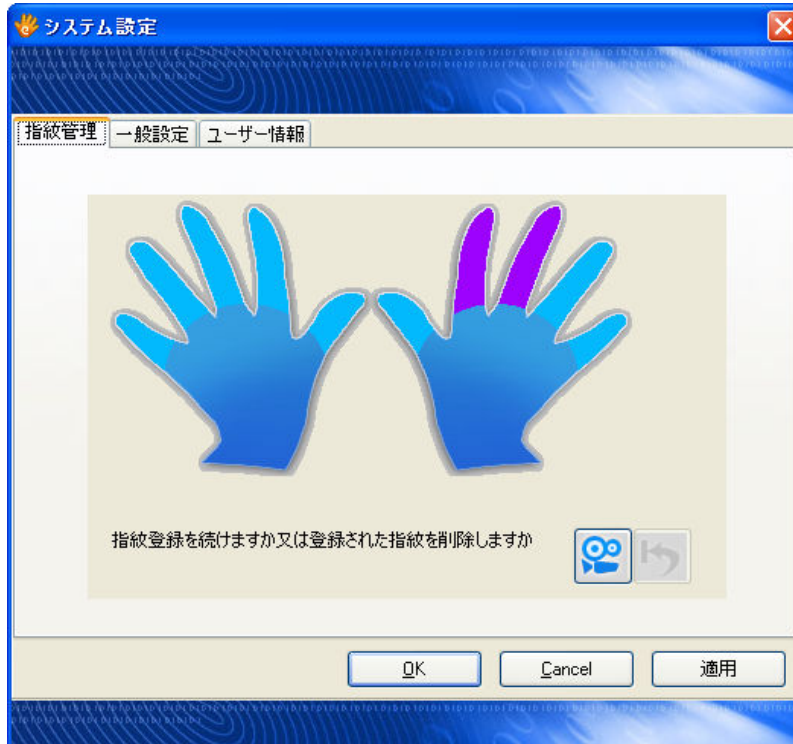 システム設定
指紋管理
一般設定
ユーザー情報
指紋登録を続けますか又は登録された指紋を削除しますか
OK
Cancel
適用